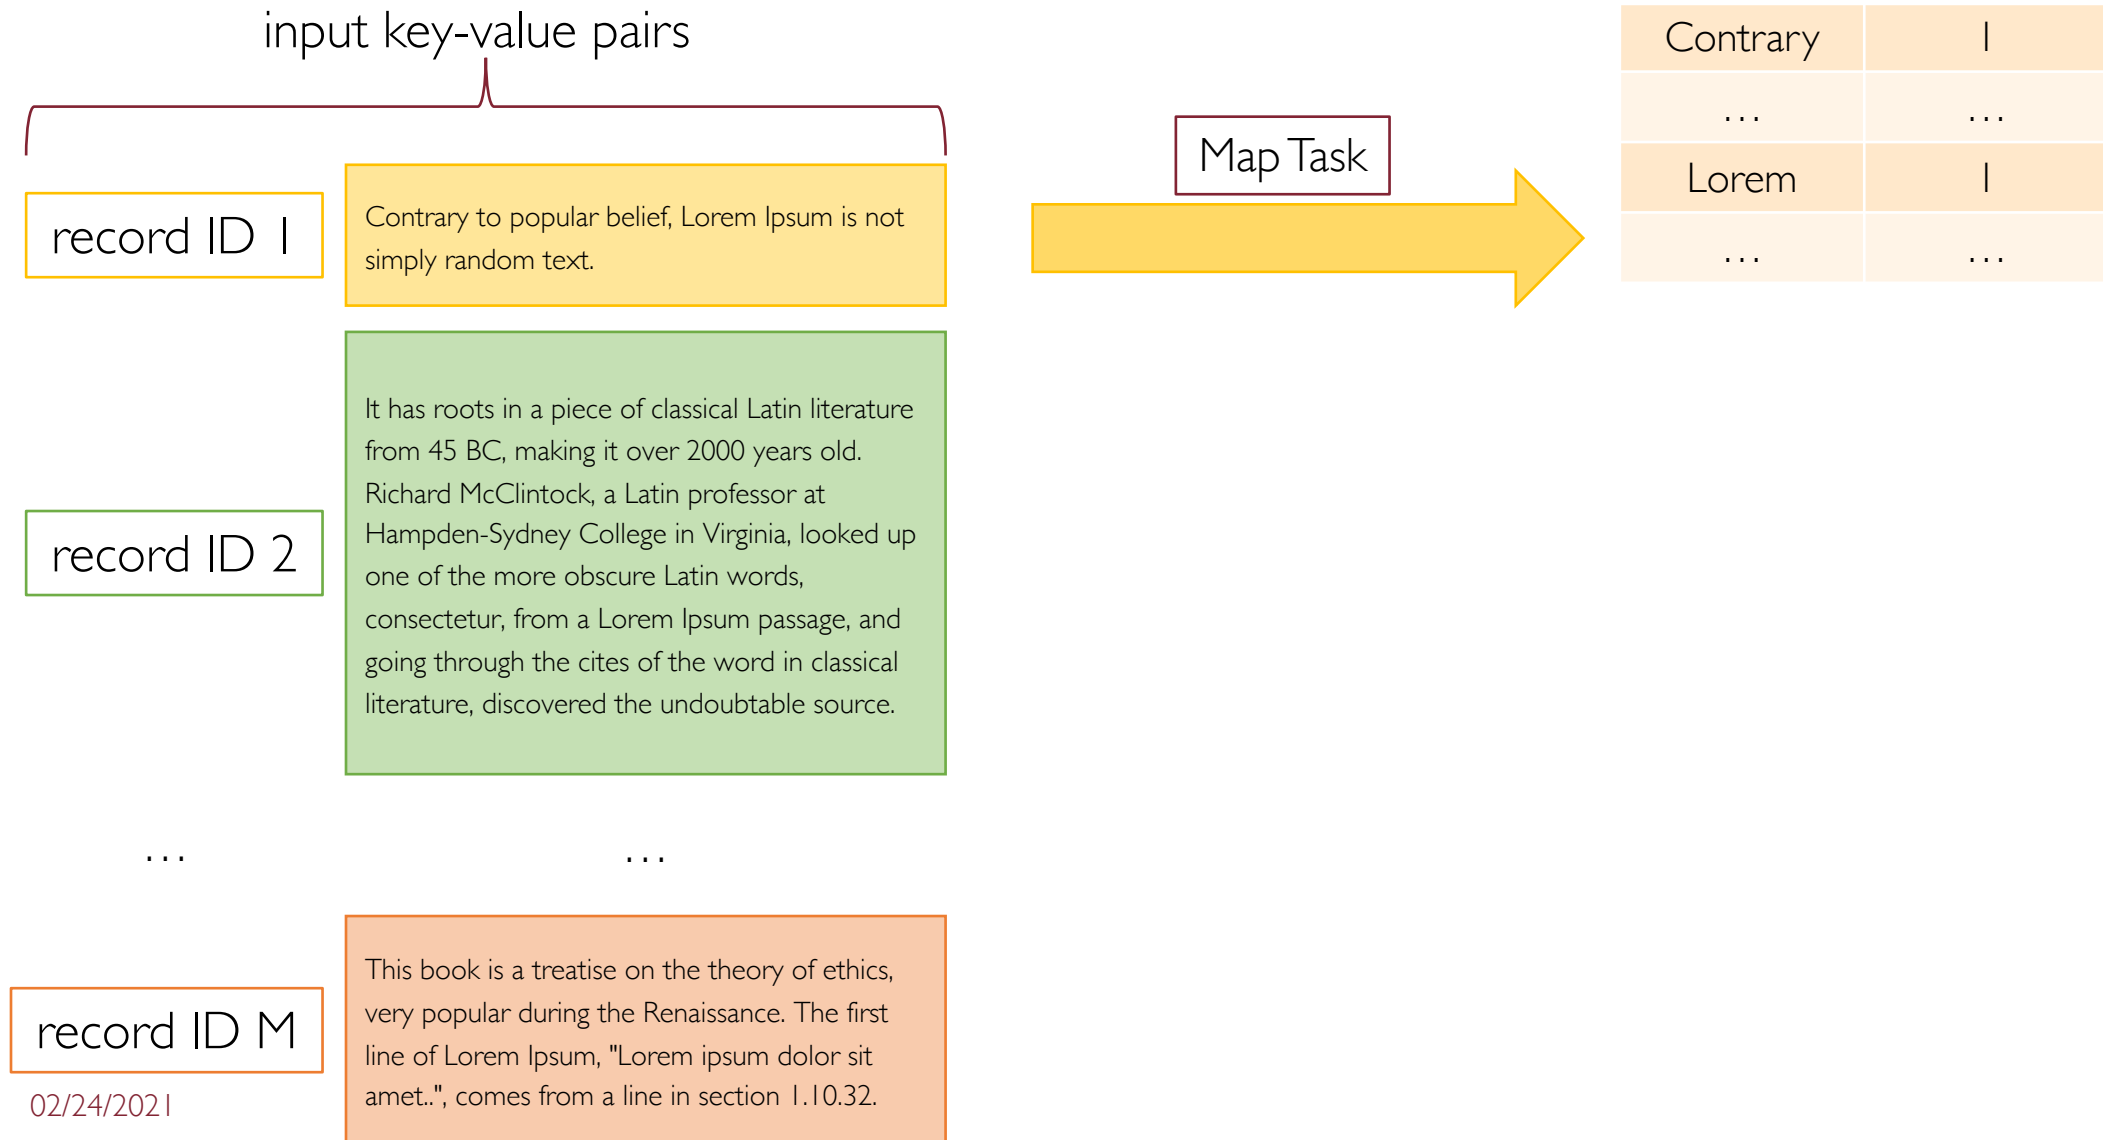 input key-value pairs
record ID 1
Contrary to popular belief, Lorem Ipsum is not
simply random text.
Map Task
Contrary 1
... ...
Lorem 1
... ...
record ID 2
It has roots in a piece of classical Latin literature
from 45 BC, making it over 2000 years old.
Richard McClintock, a Latin professor at
Hampden-Sydney College in Virginia, looked up
one of the more obscure Latin words,
consectetur, from a Lorem Ipsum passage, and
going through the cites of the word in classical
literature, discovered the undoubtable source.
... ...
record ID M
This book is a treatise on the theory of ethics,
very popular during the Renaissance. The first
line of Lorem Ipsum, "Lorem ipsum dolor sit
amet..", comes from a line in section 1.10.32.
02/24/2021